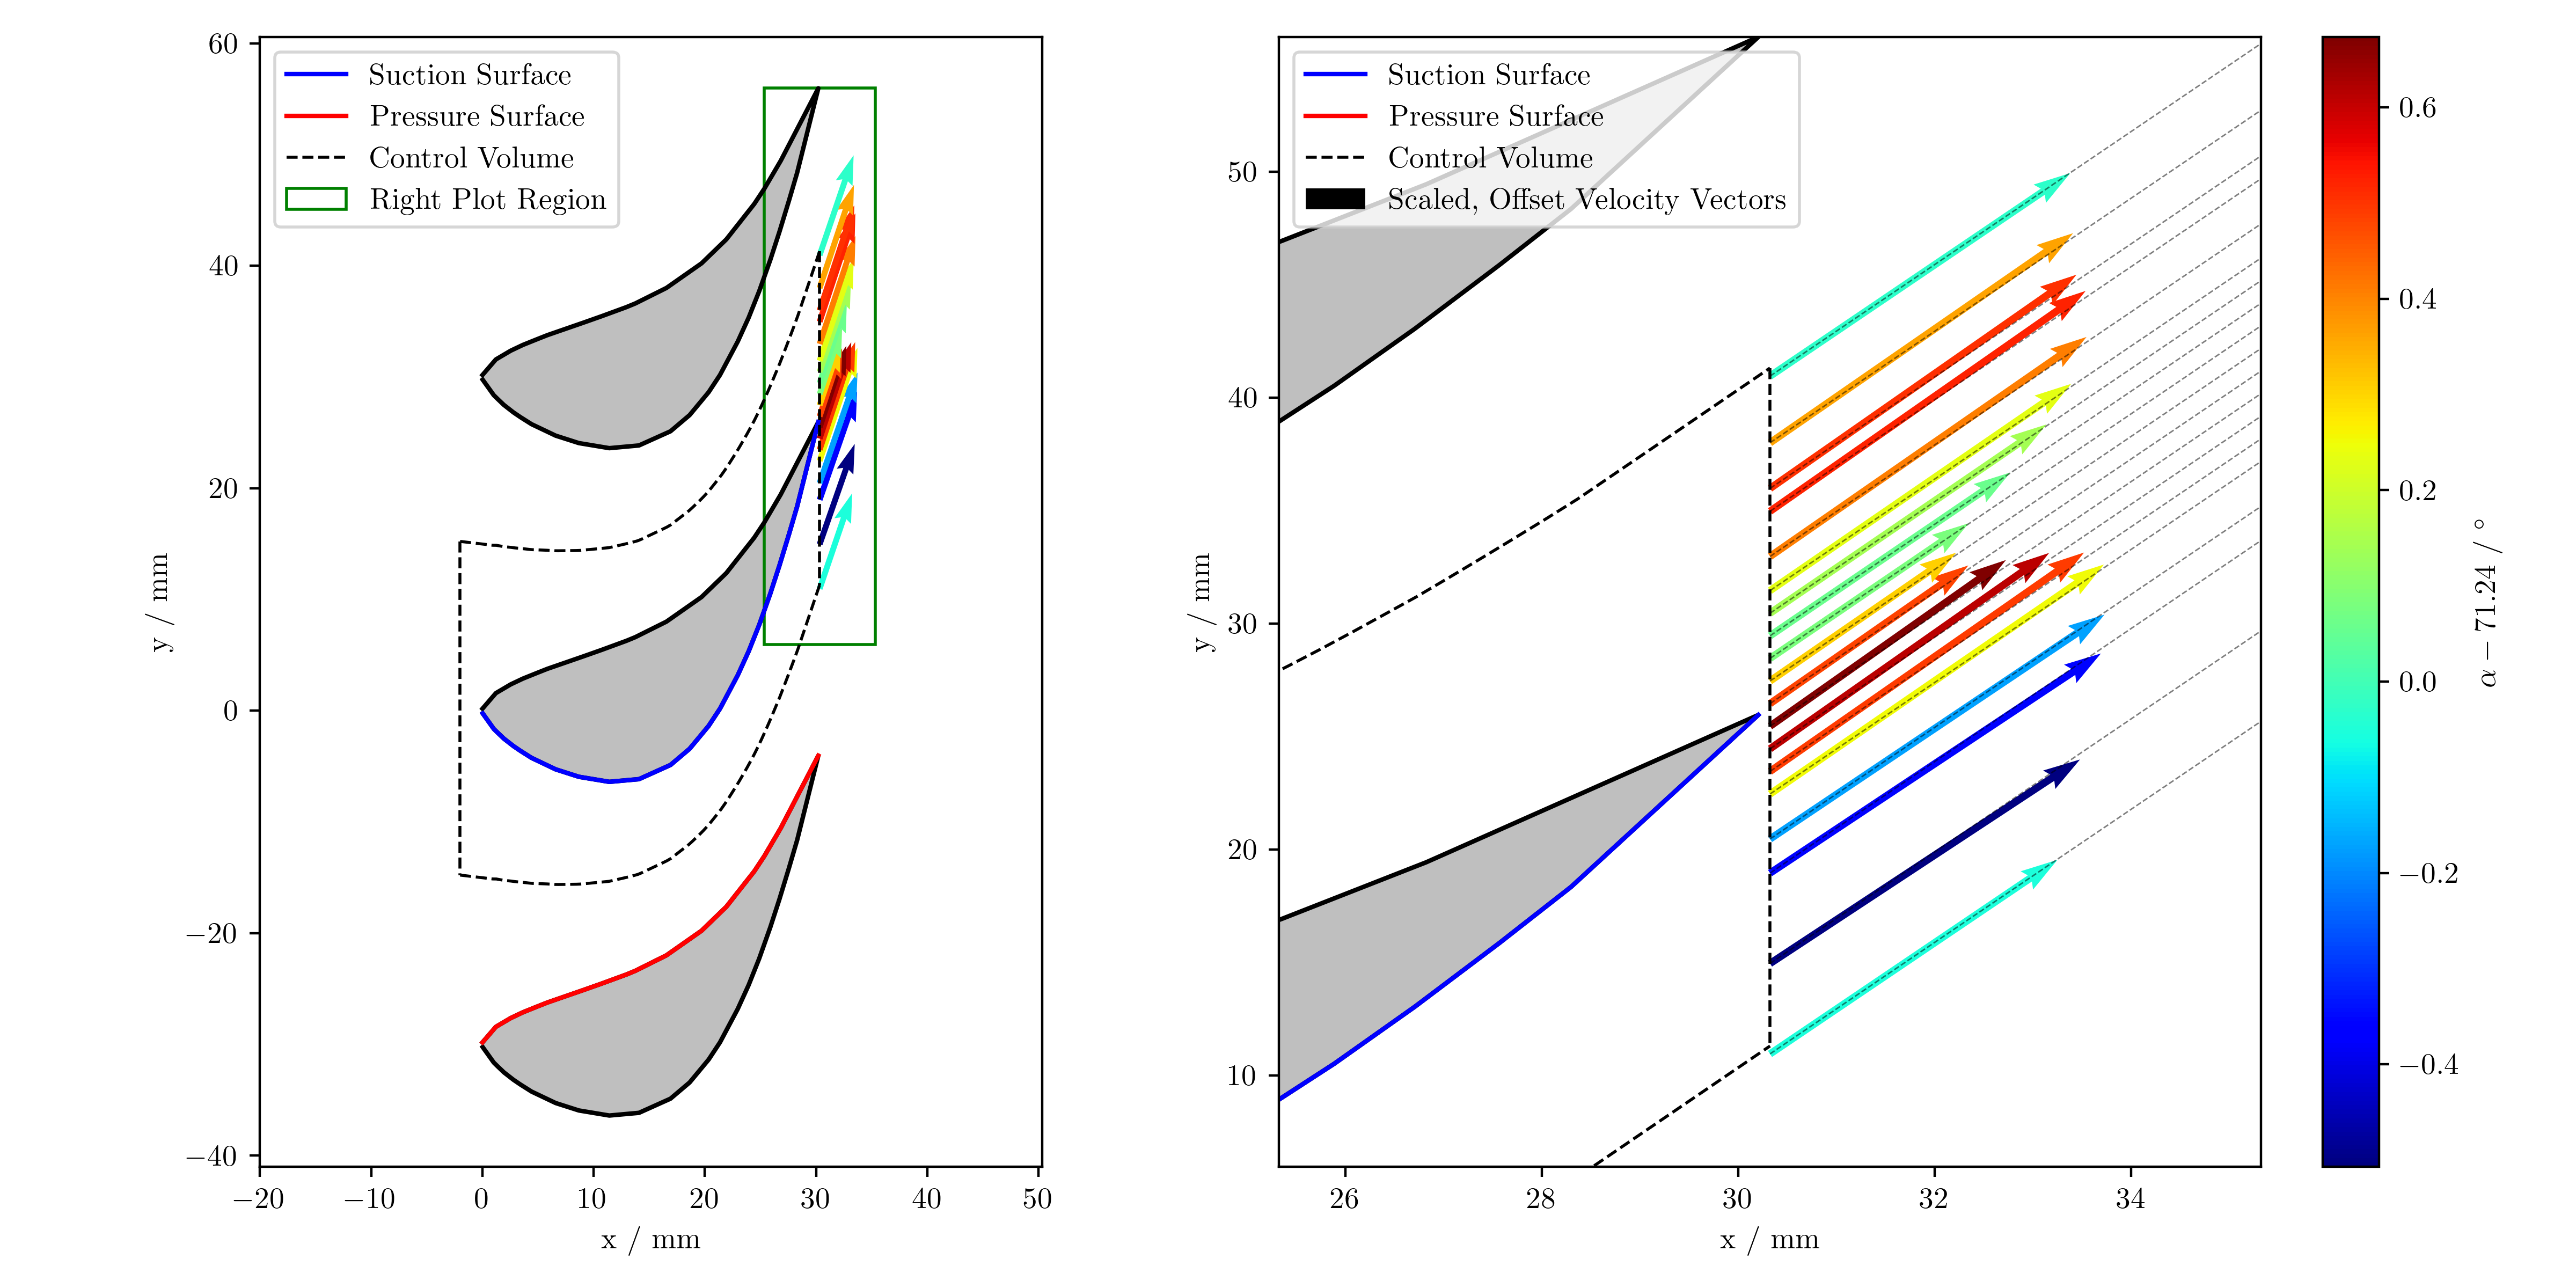 60
40
20
0
−20
−40
y / mm
−20 −10 0 10 20 30 40 50
x / mm
Suction Surface
Pressure Surface
Control Volume
Right Plot Region
50
40
30
20
10
y / mm
26 28 30 32 34
x / mm
Suction Surface
Pressure Surface
Control Volume
Scaled, Offset Velocity Vectors
0.6
0.4
0.2
0.0
−0.2
−0.4
α − 71.24 / °